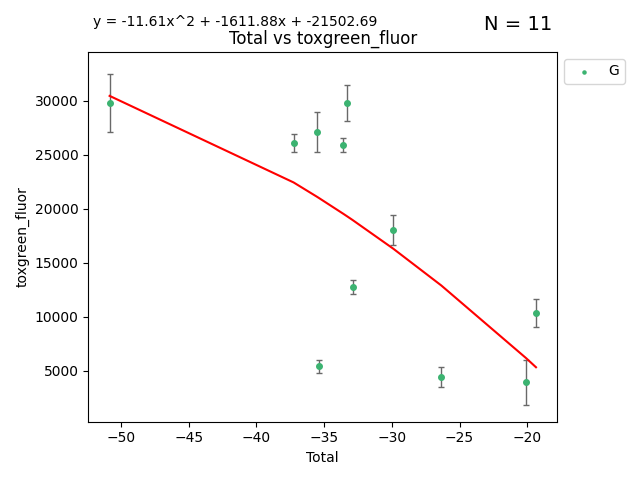 y = -11.61x^2 + -1611.88x + -21502.69
N = 11
Total vs toxgreen_fluor
G
toxgreen_fluor
30000
25000
20000
15000
10000
5000
−50
−45
−40
−35
−30
−25
−20
Total